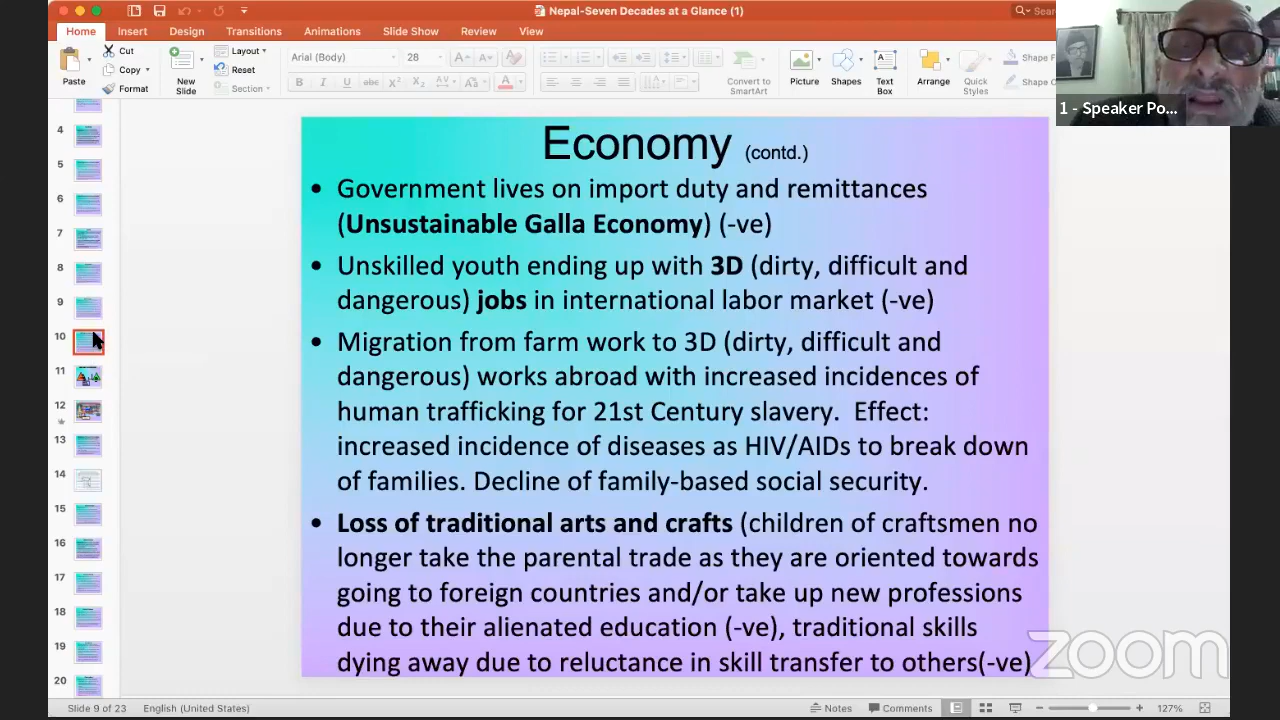 Nepal-Seven Decades at a Glance (1)
Home Insert Design Transitions Animations Slide Show Review View
Paste
Cut
Copy
Format
New
Slide
Layout
Reset
Section
Arial (Body) 28
B I U abc
Convert to
SmartArt
Picture
Shapes
Text
Box
Arrange
Quick
Styles
1 - Speaker Po...
4
5
6
7
8
9
10
11
12
13
14
15
16
17
18
19
20
Economy (contd.)
• Government lives on import duty and remittances
(Unsustainable Galla Economy) (-ve)
• Unskilled youth ending up with 3D (dirty, difficult and
dangerous) jobs in international labor market (-ve)
• Migration from farm work to 3D (dirty, difficult and
dangerous) works abroad with increased incidences of
human trafficking for 21st Century slavery. Effect:
increased incidence of diseases as HIV/AIDs to break down
of families. Decline of family-based social security.
• Loss of traditional arts and crafts (children of craftsmen no
longer take the parental trade as they are oriented towards
going to foreign countries and/or take up new professions
due to their alienated education (-ve), Traditional skills
dying away due to reluctance in skill transfer to others(-ve)
zoom
Slide 9 of 23 English (United States) Notes Comments 127%